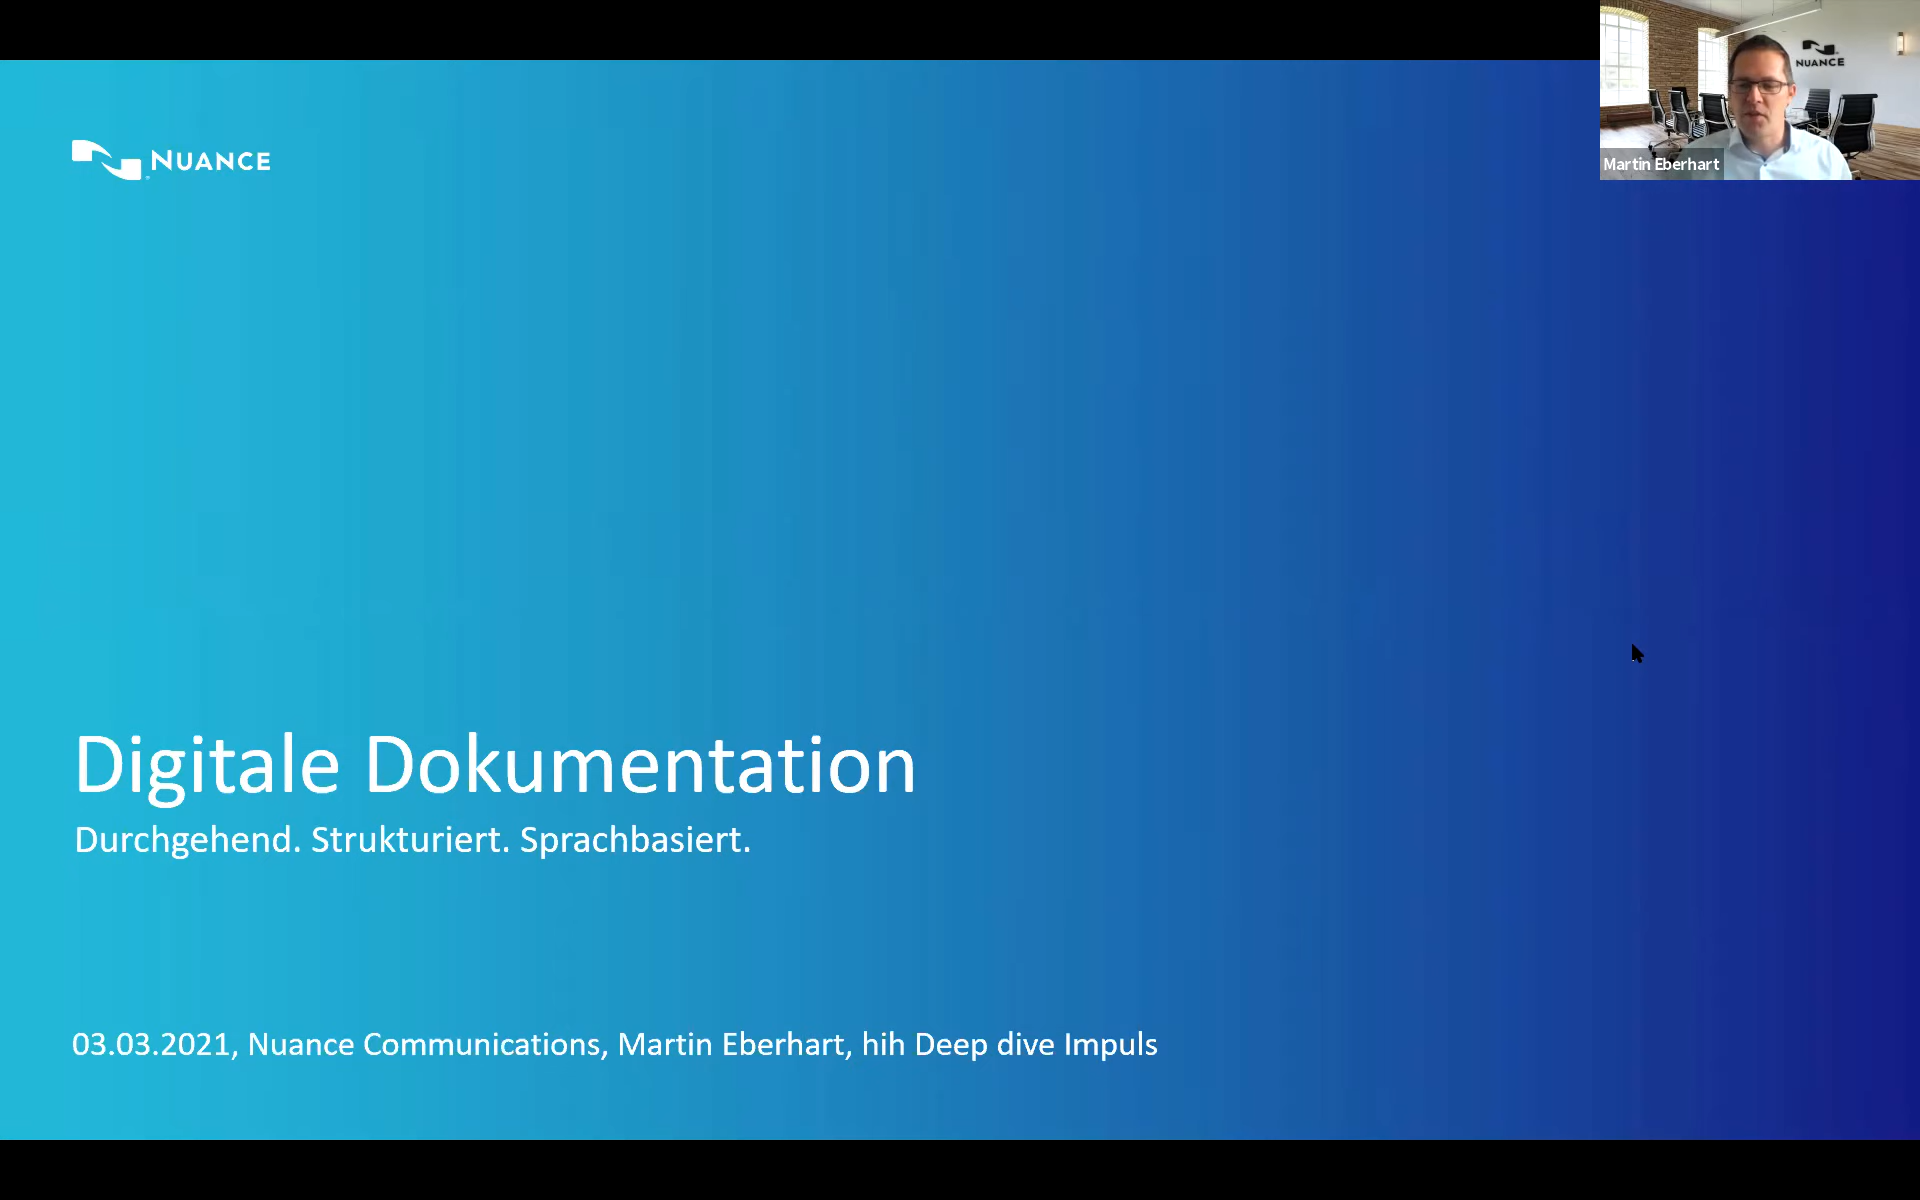 NUANCE
NUANCE
Martin Eberhart
Digitale Dokumentation
Durchgehend. Strukturiert. Sprachbasiert.
03.03.2021, Nuance Communications, Martin Eberhart, hih Deep dive Impuls